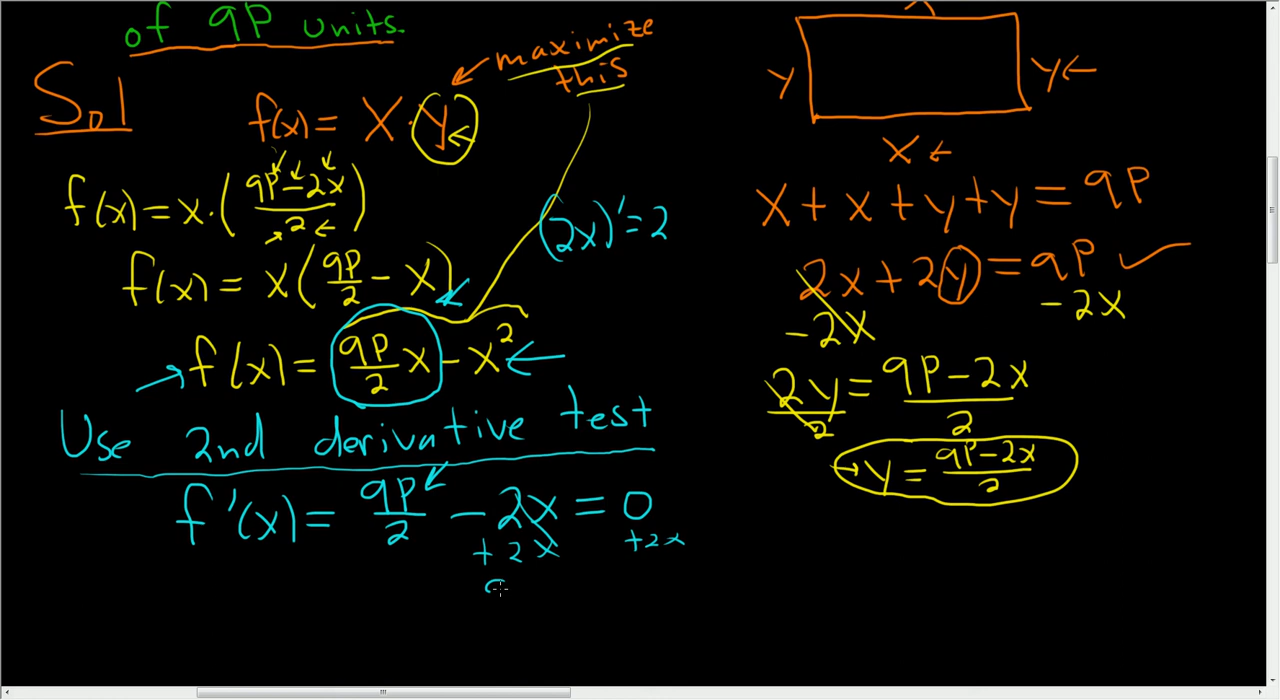 of 9P units.
Sol
maximize
this
f(x) = X · Y
f(x) = x · (9P - 2x / 2)
(2x)' = 2
f(x) = x(9P/2 - x)
f(x) = 9P/2 x - x²
Use 2nd derivative test
f'(x) = 9P/2 - 2x = 0
+ 2x +2x
Y
Y ←
X ←
X + x + y + y = 9P
2x + 2y = 9P ✓
- 2x - 2x
2y/2 = 9P - 2x / 2
→ y = 9P - 2x / 2